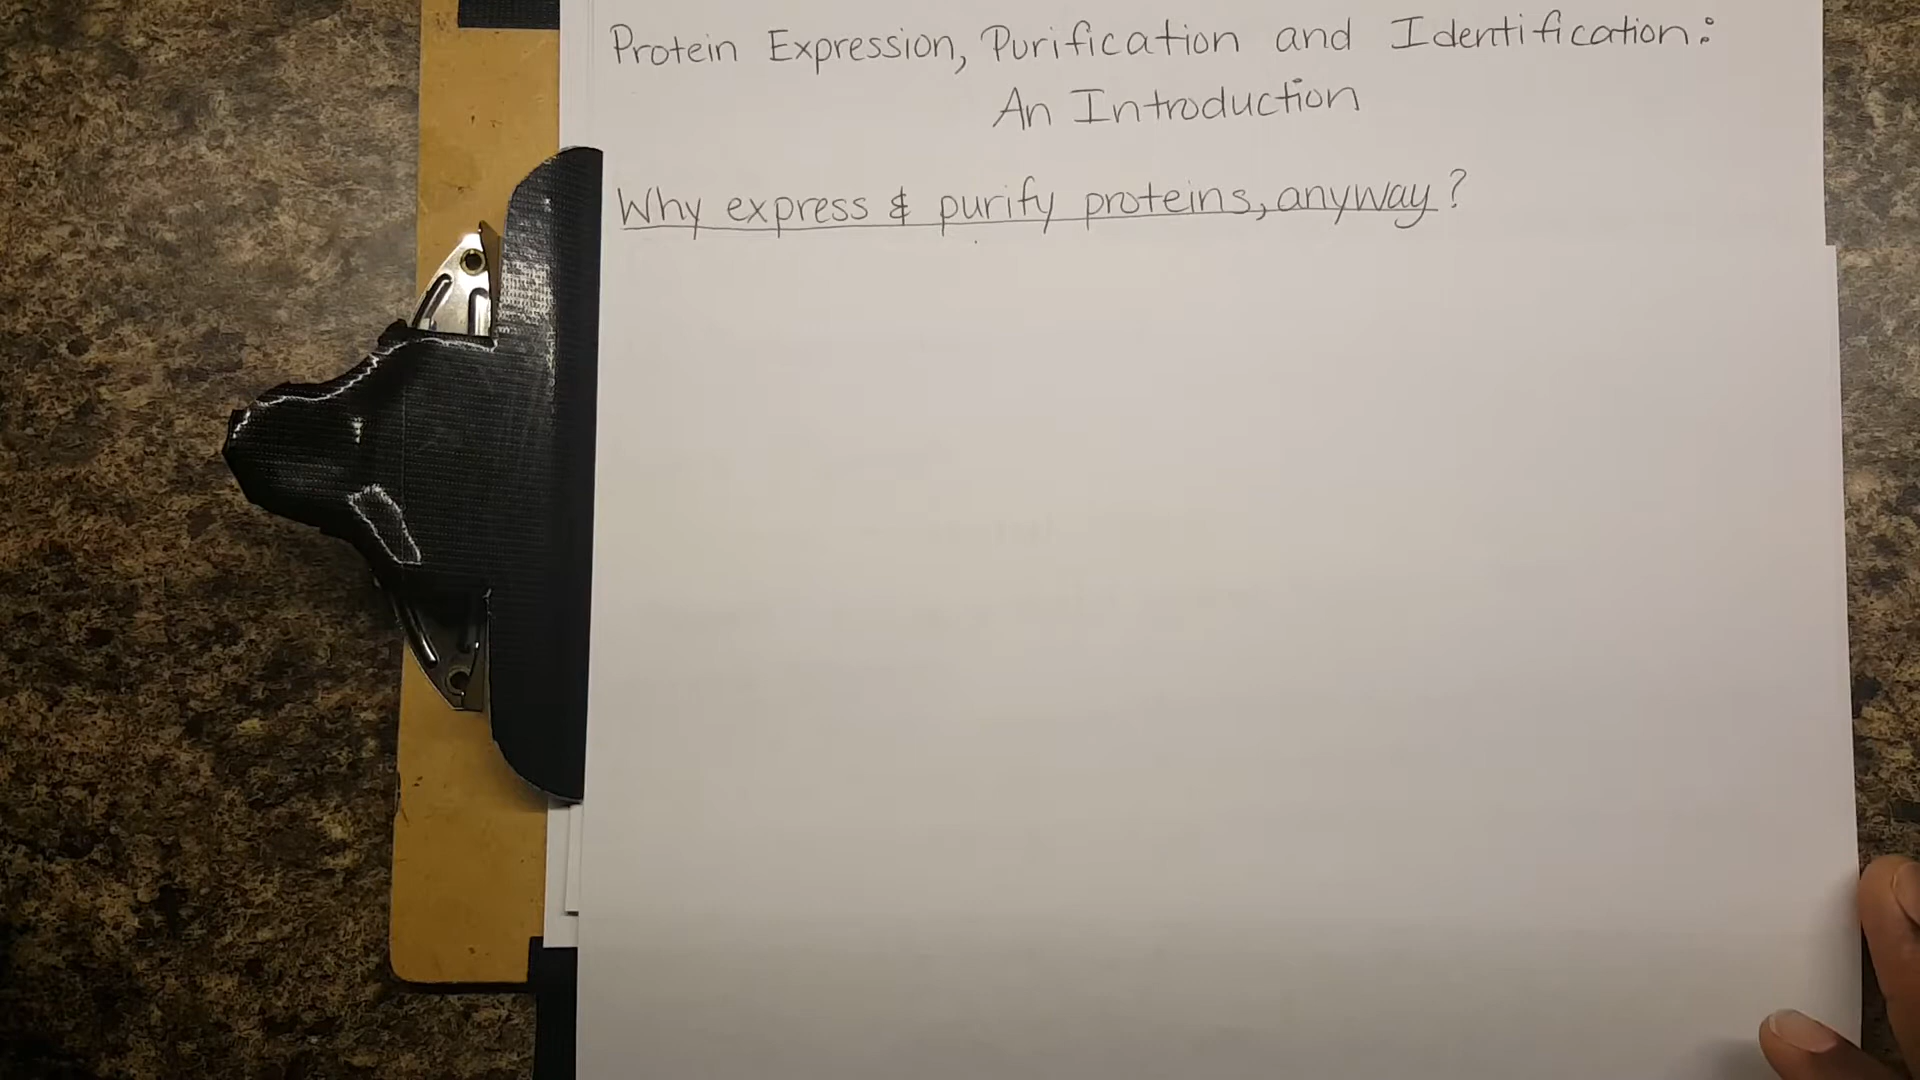 Protein Expression, Purification and Identification:
An Introduction
Why express & purify proteins, anyway?